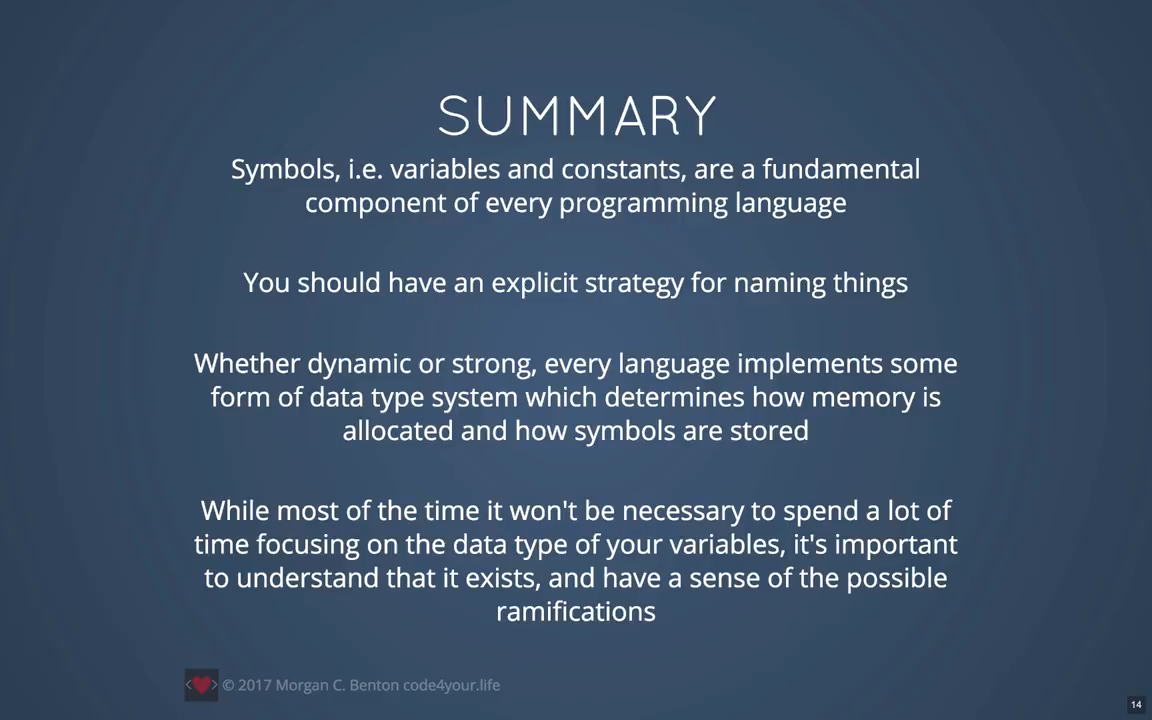 SUMMARY
Symbols, i.e. variables and constants, are a fundamental
component of every programming language
You should have an explicit strategy for naming things
Whether dynamic or strong, every language implements some
form of data type system which determines how memory is
allocated and how symbols are stored
While most of the time it won't be necessary to spend a lot of
time focusing on the data type of your variables, it's important
to understand that it exists, and have a sense of the possible
ramifications
< > © 2017 Morgan C. Benton code4your.life
14